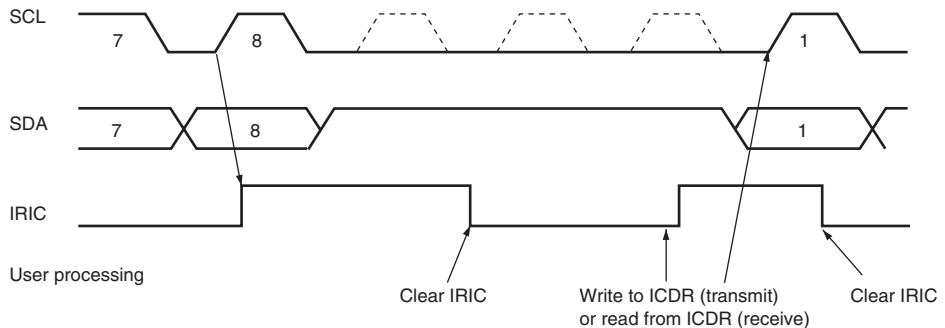 SCL
7
8
1
SDA
7
8
1
IRIC
User processing
Clear IRIC
Write to ICDR (transmit)
or read from ICDR (receive)
Clear IRIC